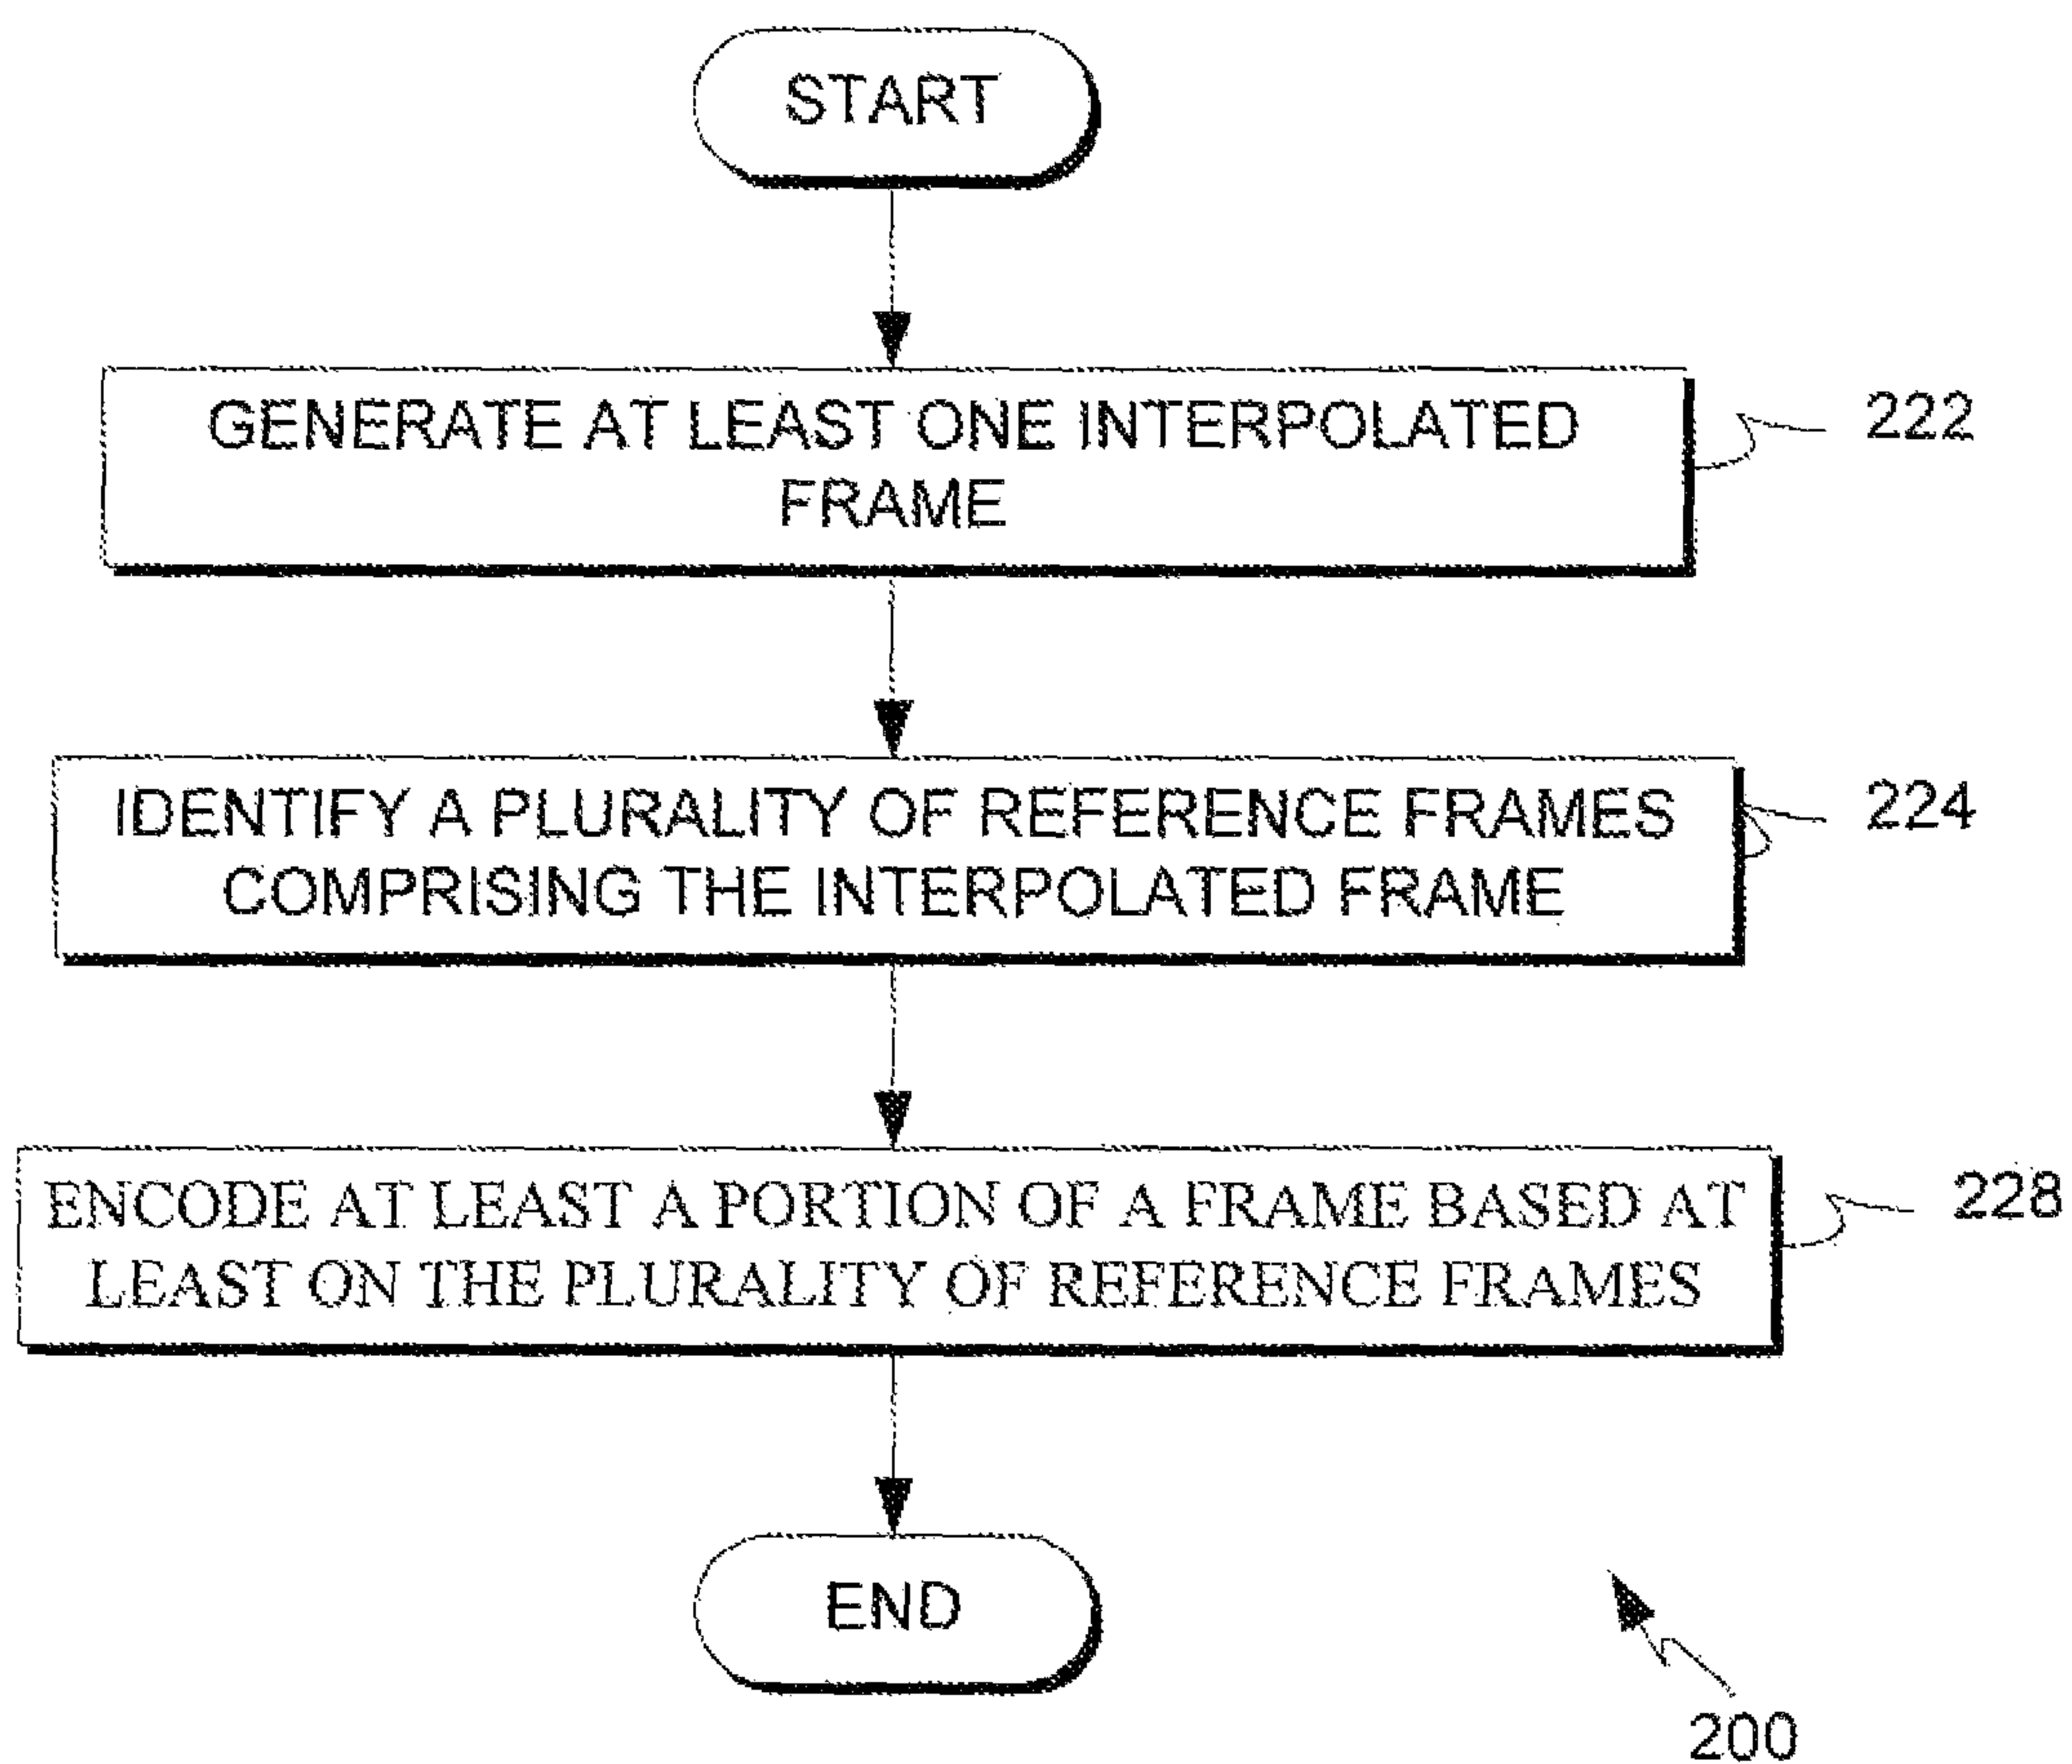 START
GENERATE AT LEAST ONE INTERPOLATED
FRAME
222
IDENTIFY A PLURALITY OF REFERENCE FRAMES
COMPRISING THE INTERPOLATED FRAME
224
ENCODE AT LEAST A PORTION OF A FRAME BASED AT
LEAST ON THE PLURALITY OF REFERENCE FRAMES
228
END
200